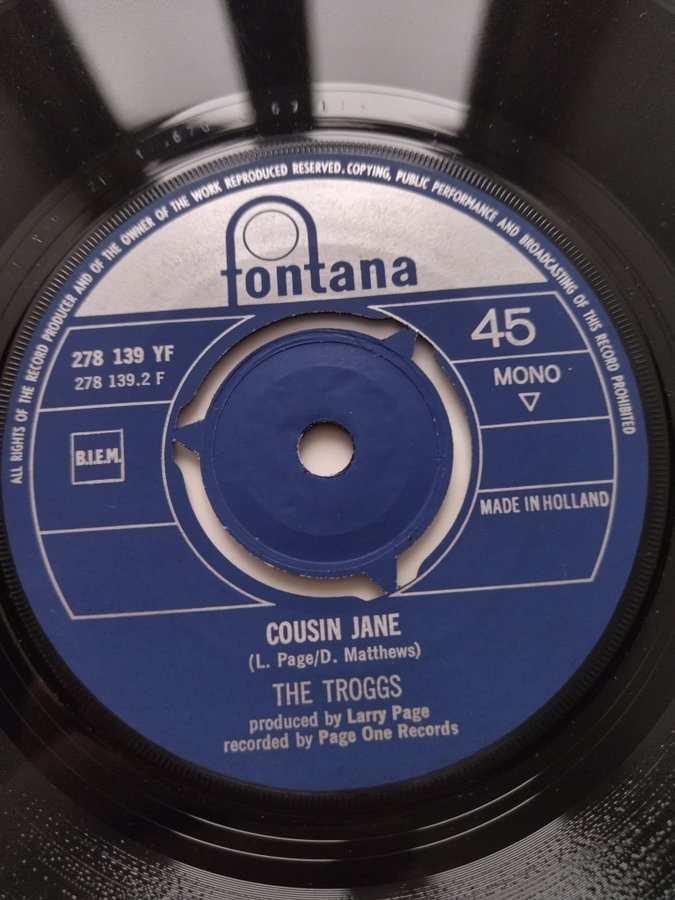 ALL RIGHTS OF THE RECORD PRODUCER AND OF THE OWNER OF THE WORK REPRODUCED RESERVED. COPYING, PUBLIC PERFORMANCE AND BROADCASTING OF THIS RECORD PROHIBITED
fontana
278 139 YF
278 139.2 F
45
MONO
B.I.E.M.
MADE IN HOLLAND
COUSIN JANE
(L. Page/D. Matthews)
THE TROGGS
produced by Larry Page
recorded by Page One Records